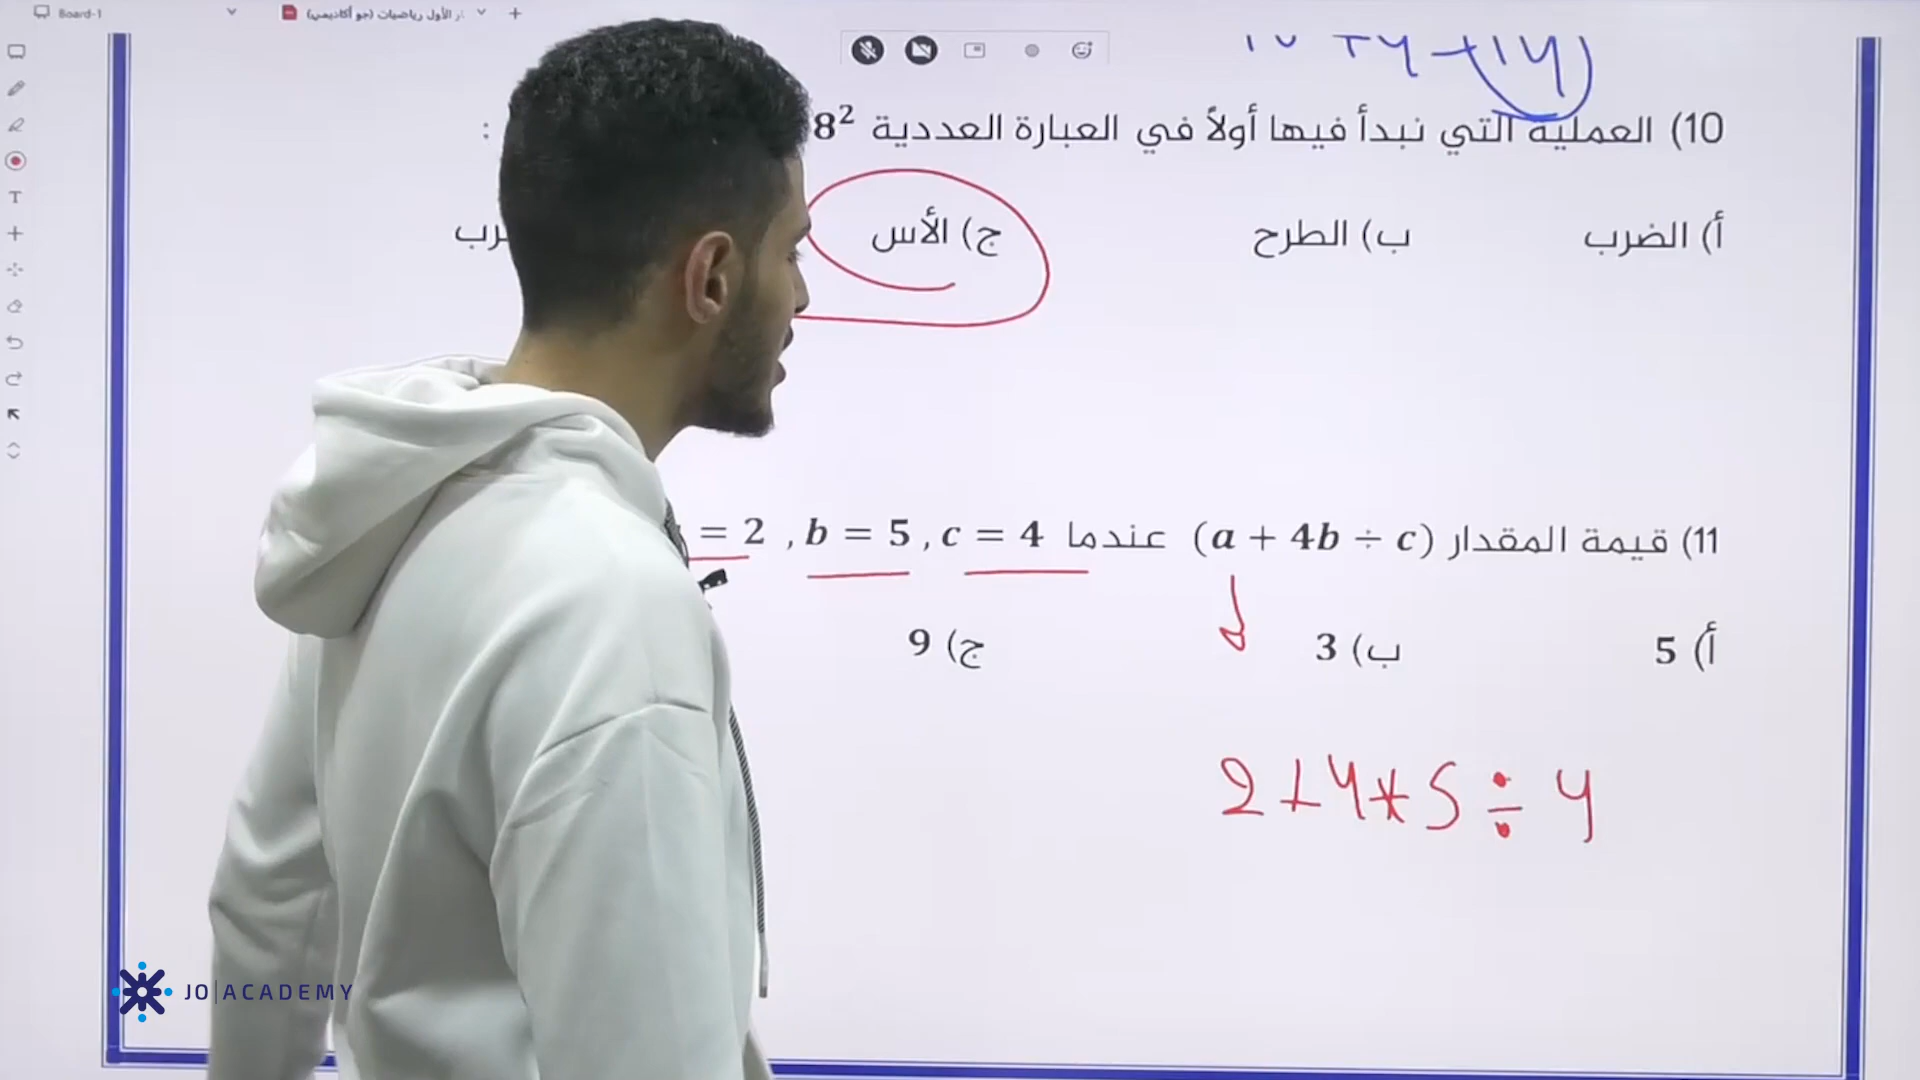 Board-1
الأول رياضيات (جو أكاديمي)
10) العملية التي نبدأ فيها أولاً في العبارة العددية 8² :
أ) الضرب ب) الطرح ج) الأس
11) قيمة المقدار (a + 4b ÷ c) عندما = 2 , b = 5 , c = 4
أ) 5 ب) 3 ج) 9
2 + 4 * 5 ÷ 4
JO ACADEMY